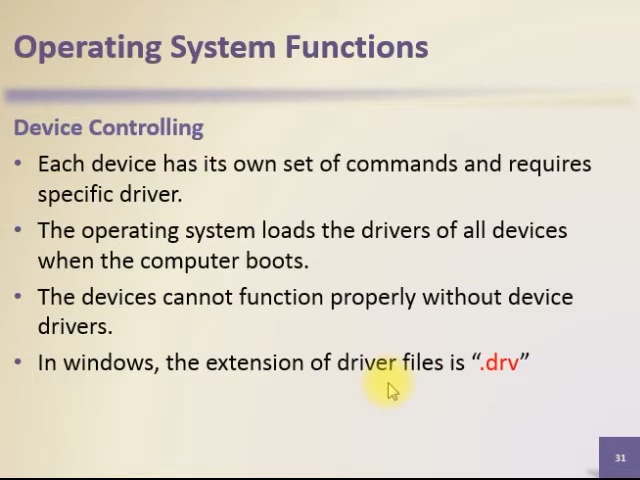 Operating System Functions
Device Controlling
• Each device has its own set of commands and requires
specific driver.
• The operating system loads the drivers of all devices
when the computer boots.
• The devices cannot function properly without device
drivers.
• In windows, the extension of driver files is “.drv”
31